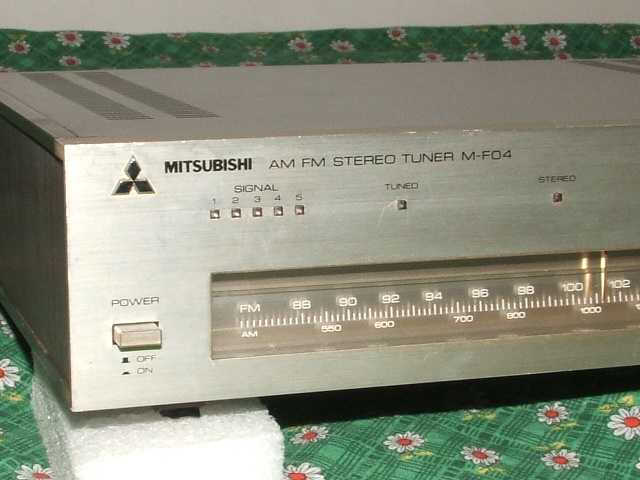 MITSUBISHI AM FM STEREO TUNER M-F04
SIGNAL
1 2 3 4 5
TUNED
STEREO
FM 88 90 92 94 96 98 100 102
AM 550 600 700 800 1000
POWER
OFF
ON